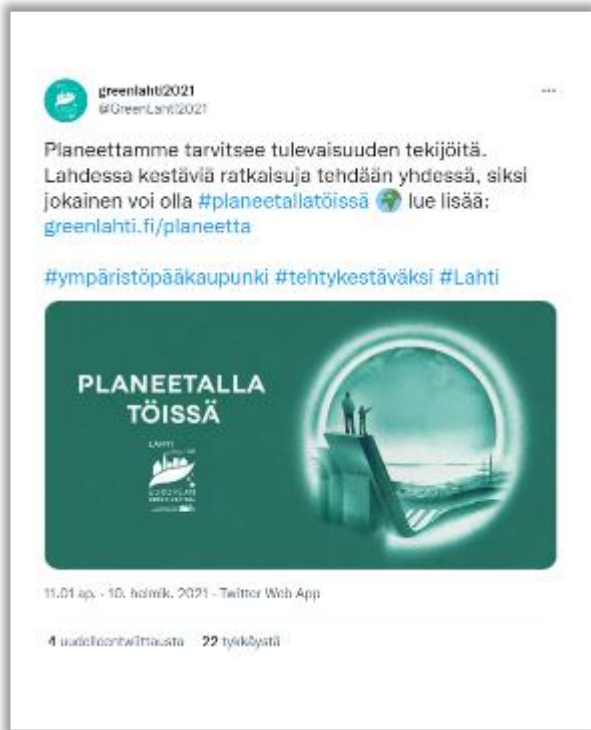 greenlahti2021
@GreenLahti2021
Planeettamme tarvitsee tulevaisuuden tekijöitä.
Lahdessa kestäviä ratkaisuja tehdään yhdessä, siksi
jokainen voi olla #planeetallatöissä 🌍 lue lisää:
greenlahti.fi/planeetta
#ympäristöpääkaupunki #tehtykestäväksi #Lahti
PLANEETALLA
TÖISSÄ
LAHTI
EUROPEAN
11.01 ap. · 10. helmik. 2021 · Twitter Web App
4 uudelleentwiittausta 22 tykkäystä